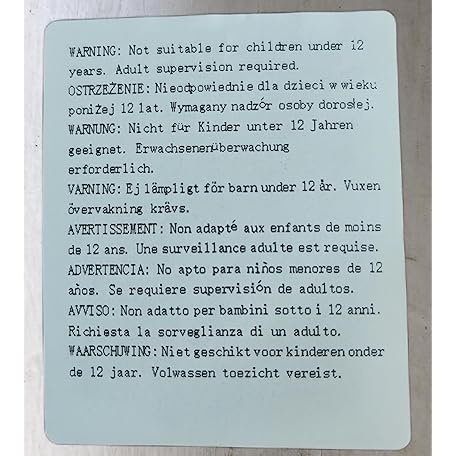 WARNING: Not suitable for children under 12
years. Adult supervision required.
OSTRZEŻENIE: Nieodpowiednie dla dzieci w wieku
poniżej 12 lat. Wymagany nadzór osoby dorosłej.
WARNUNG: Nicht für Kinder unter 12 Jahren
geeignet. Erwachsenenüberwachung
erforderlich.
VARNING: Ej lämpligt för barn under 12 år. Vuxen
övervakning krävs.
AVERTISSEMENT: Non adapté aux enfants de moins
de 12 ans. Une surveillance adulte est requise.
ADVERTENCIA: No apto para niños menores de 12
años. Se requiere supervisión de adultos.
AVVISO: Non adatto per bambini sotto i 12 anni.
Richiesta la sorveglianza di un adulto.
WAARSCHUWING: Niet geschikt voor kinderen onder
de 12 jaar. Volwassen toezicht vereist.